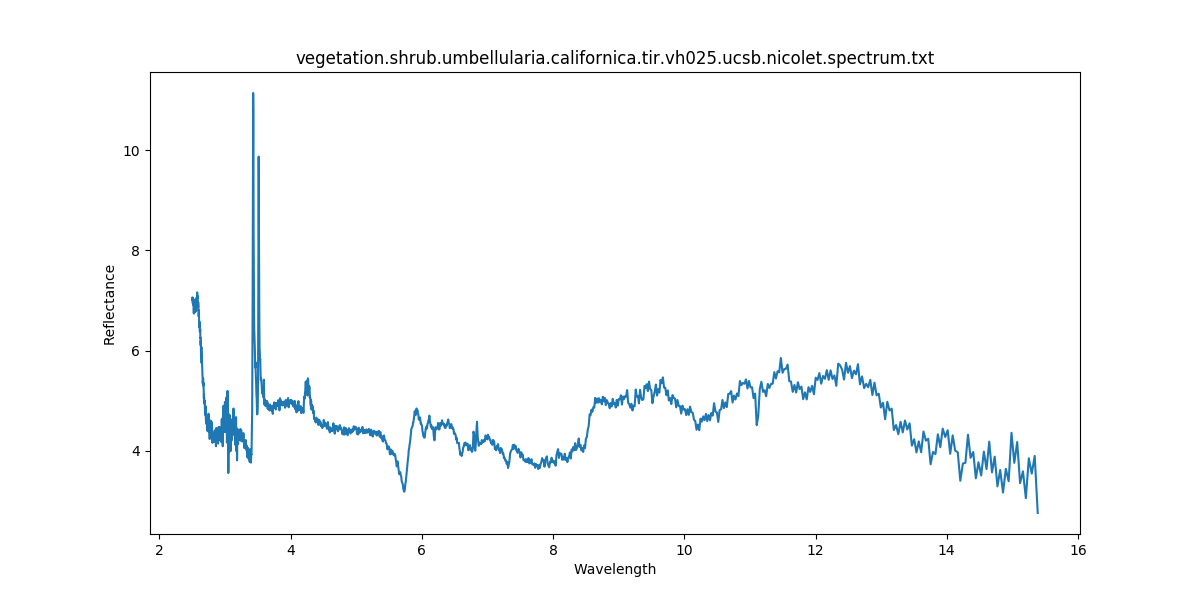 vegetation.shrub.umbellularia.californica.tir.vh025.ucsb.nicolet.spectrum.txt
10
8
6
4
Reflectance
2 4 6 8 10 12 14 16
Wavelength